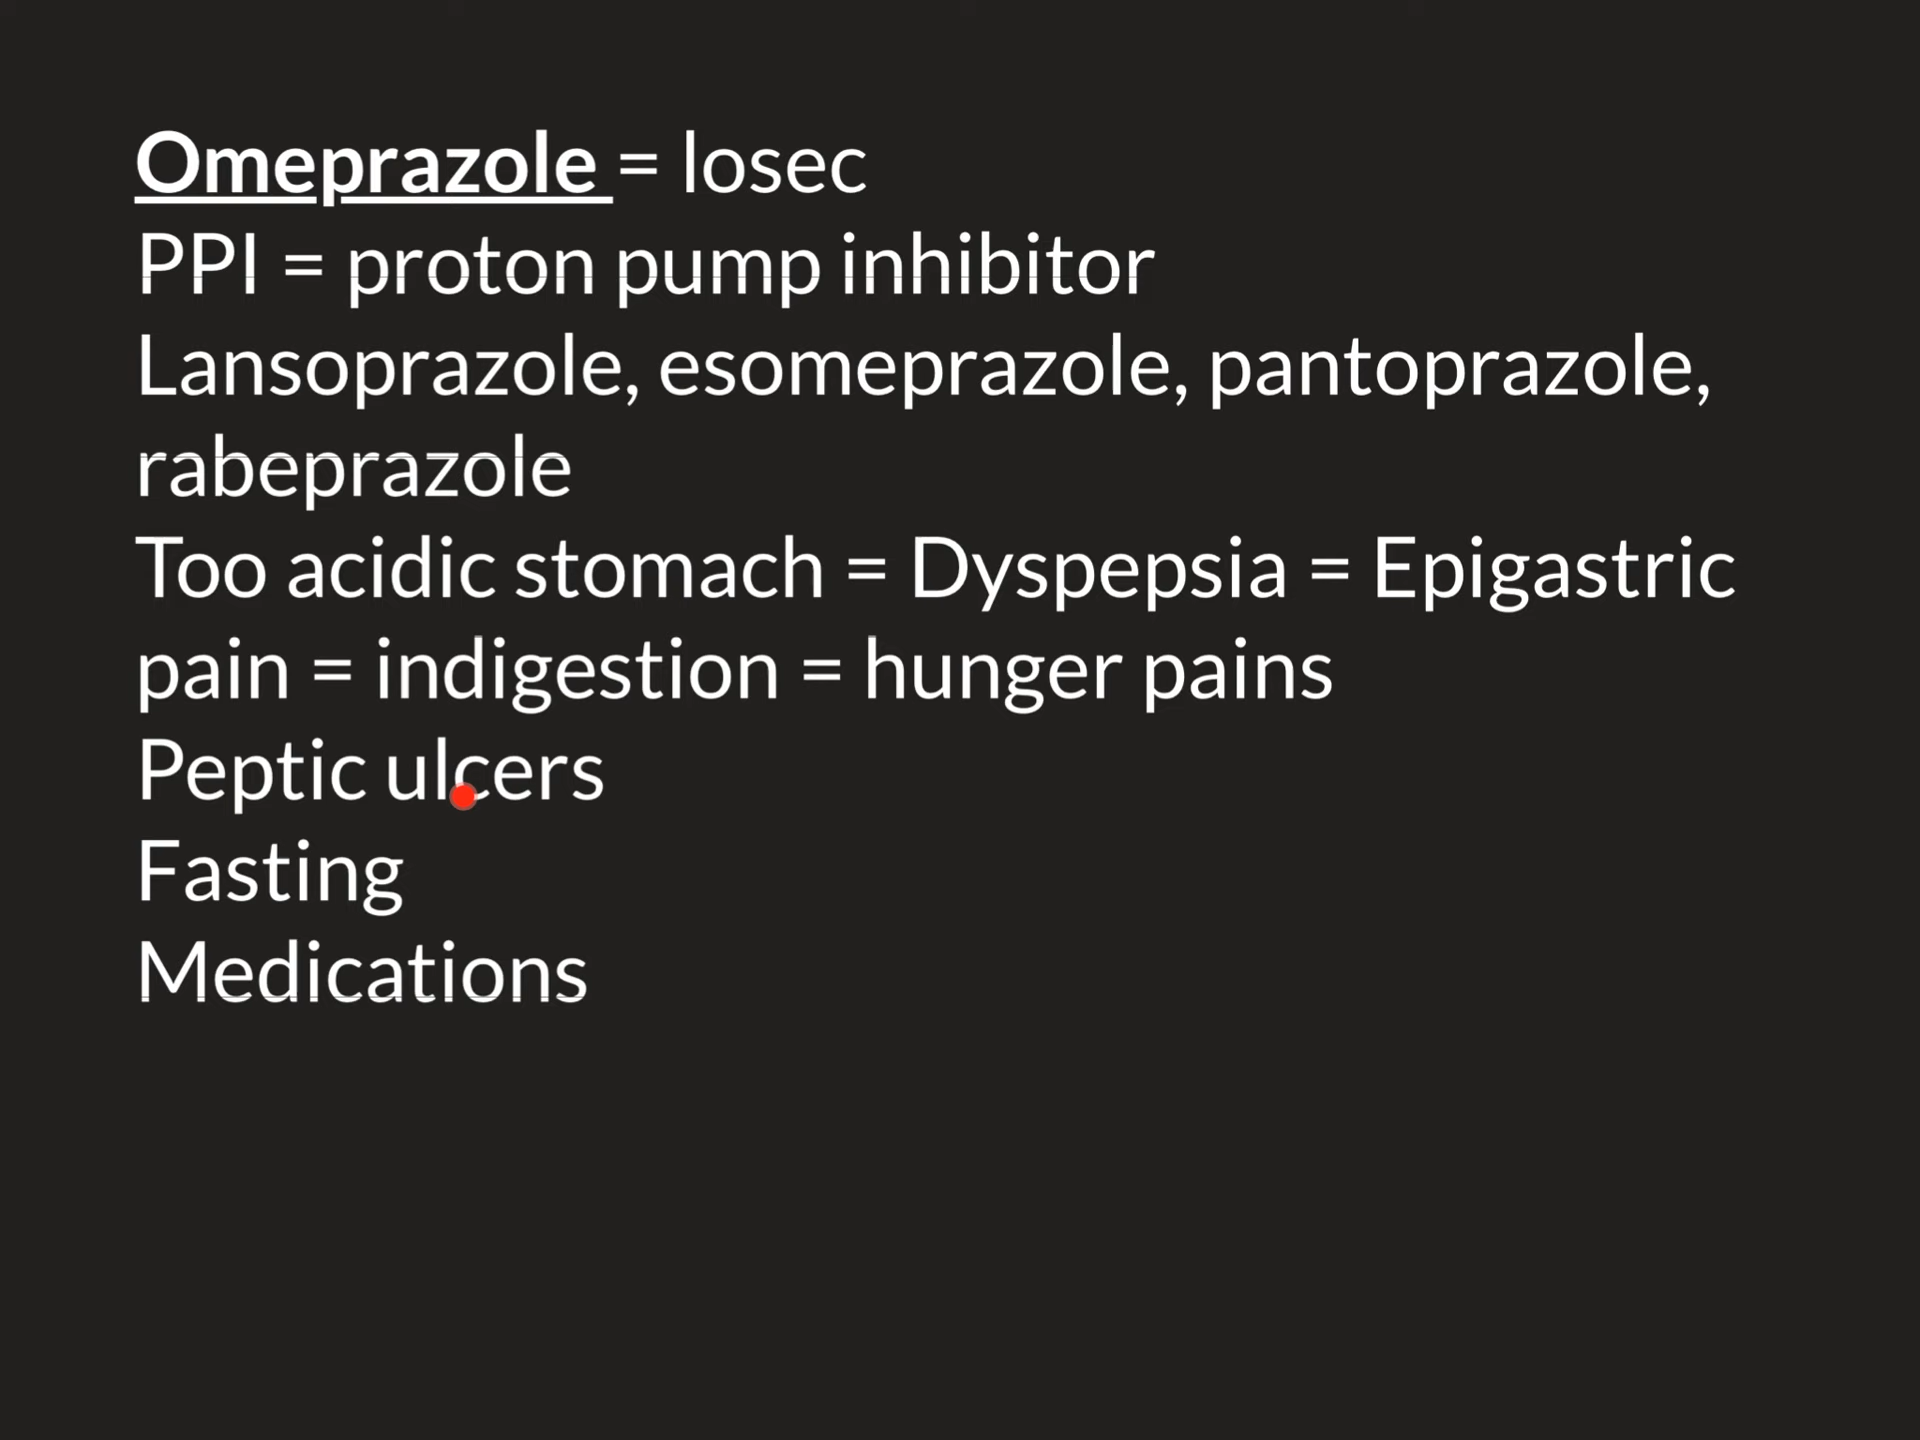 Omeprazole = losec
PPI = proton pump inhibitor
Lansoprazole, esomeprazole, pantoprazole,
rabeprazole
Too acidic stomach = Dyspepsia = Epigastric
pain = indigestion = hunger pains
Peptic ulcers
Fasting
Medications